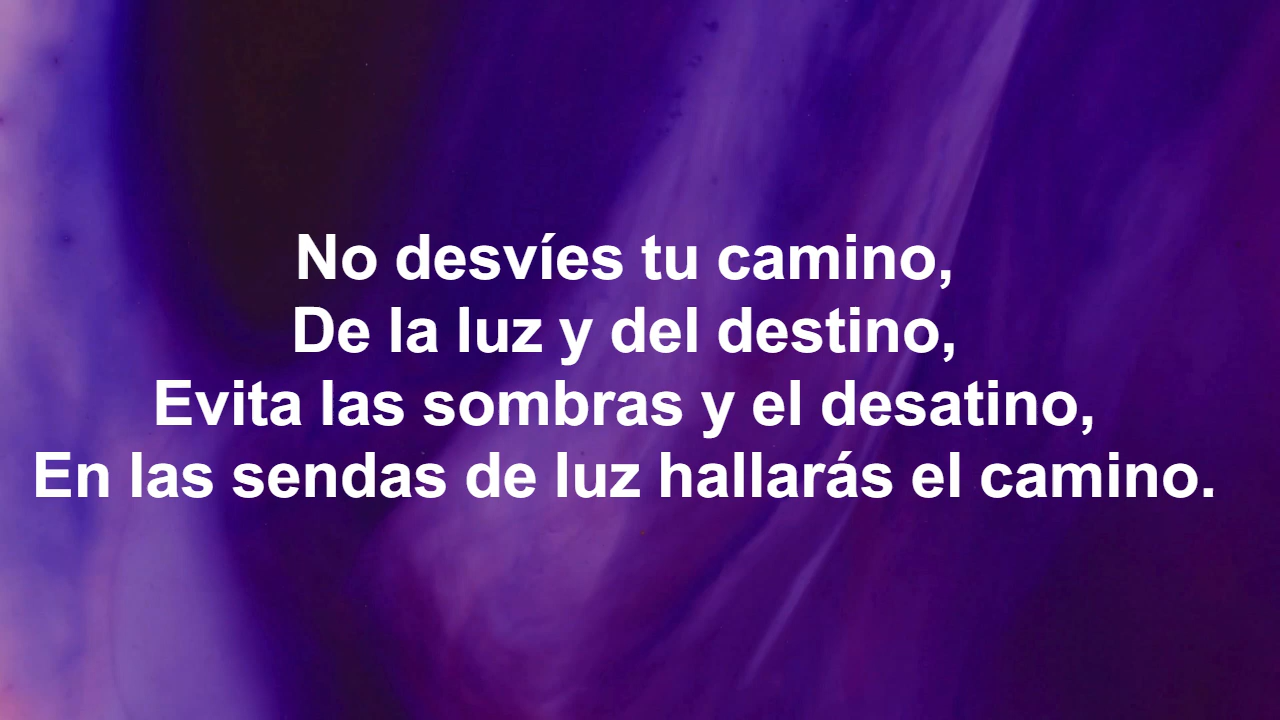 No desvíes tu camino,
De la luz y del destino,
Evita las sombras y el desatino,
En las sendas de luz hallarás el camino.